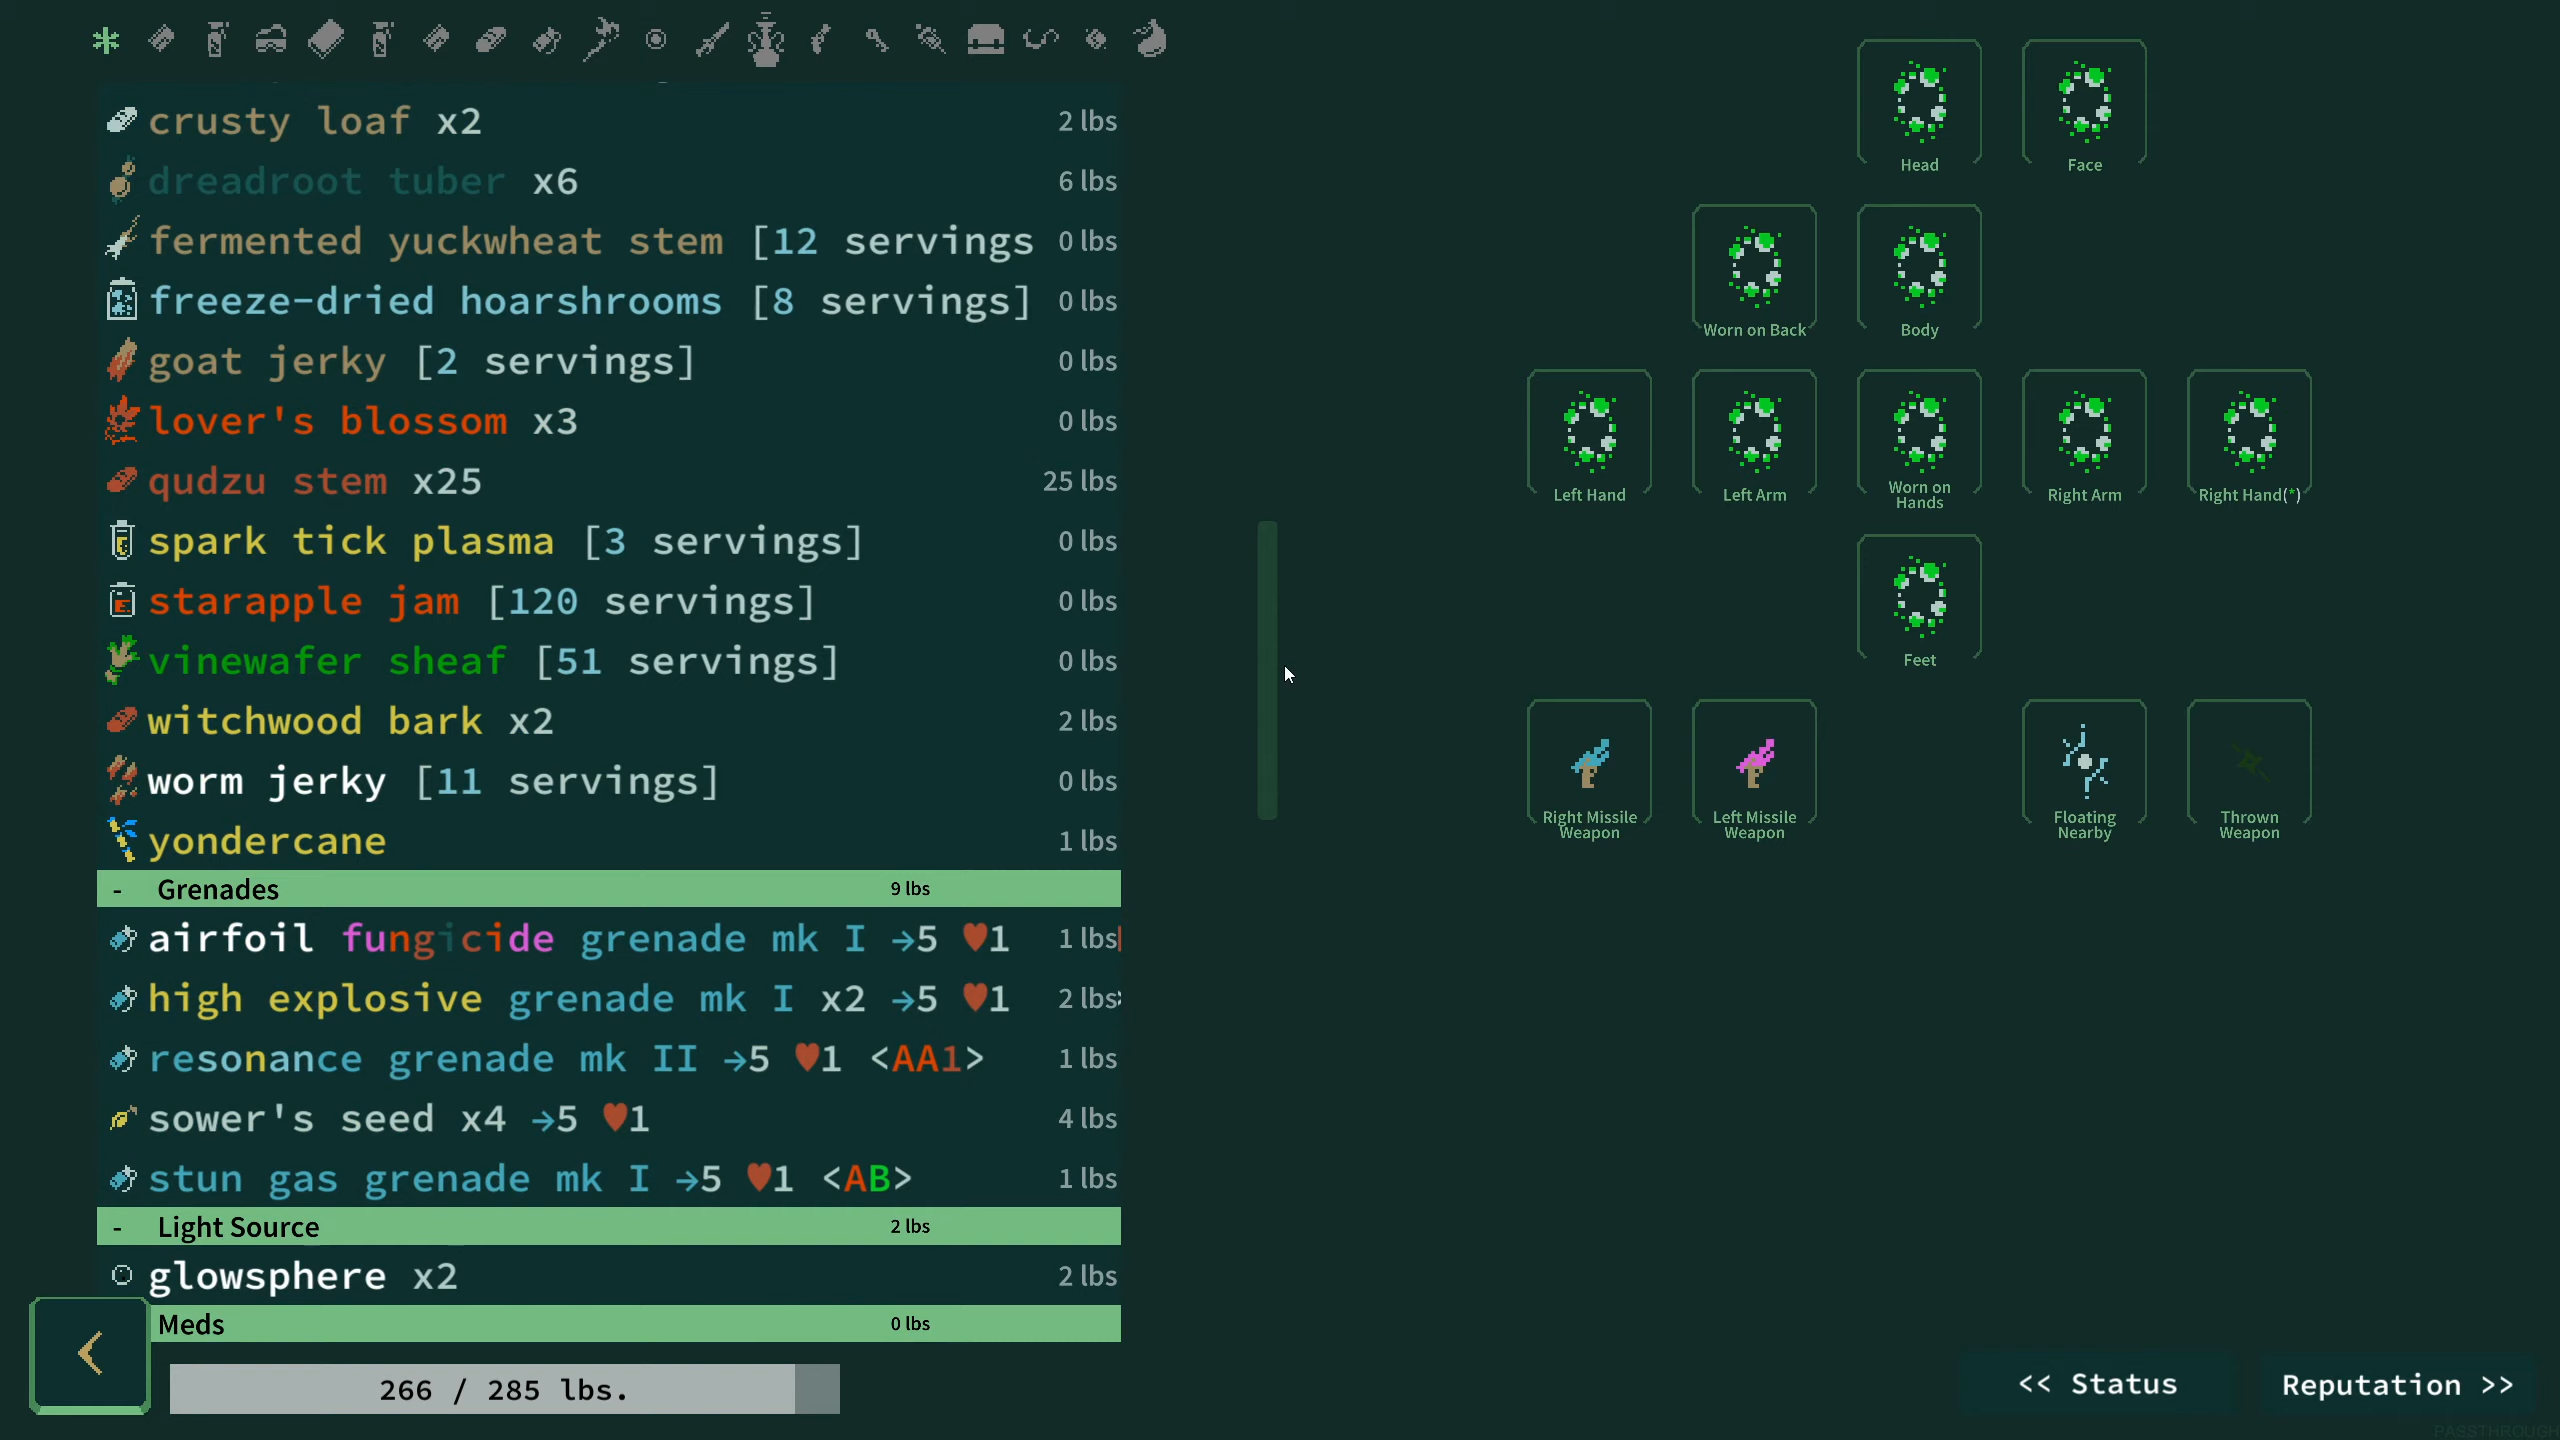 crusty loaf x2 2 lbs
dreadroot tuber x6 6 lbs
fermented yuckwheat stem [12 servings 0 lbs
freeze-dried hoarshrooms [8 servings] 0 lbs
goat jerky [2 servings] 0 lbs
lover's blossom x3 0 lbs
qudzu stem x25 25 lbs
spark tick plasma [3 servings] 0 lbs
starapple jam [120 servings] 0 lbs
vinewafer sheaf [51 servings] 0 lbs
witchwood bark x2 2 lbs
worm jerky [11 servings] 0 lbs
yondercane 1 lbs
- Grenades 9 lbs
airfoil fungicide grenade mk I →5 ♥1 1 lbs
high explosive grenade mk I x2 →5 ♥1 2 lbs
resonance grenade mk II →5 ♥1 <AA1> 1 lbs
sower's seed x4 →5 ♥1 4 lbs
stun gas grenade mk I →5 ♥1 <AB> 1 lbs
- Light Source 2 lbs
glowsphere x2 2 lbs
Meds 0 lbs
266 / 285 lbs.
Head
Face
Worn on Back
Body
Left Hand
Left Arm
Worn on
Hands
Right Arm
Right Hand(*)
Feet
Right Missile
Weapon
Left Missile
Weapon
Floating
Nearby
Thrown
Weapon
<< Status
Reputation >>
PASSTHROUGH